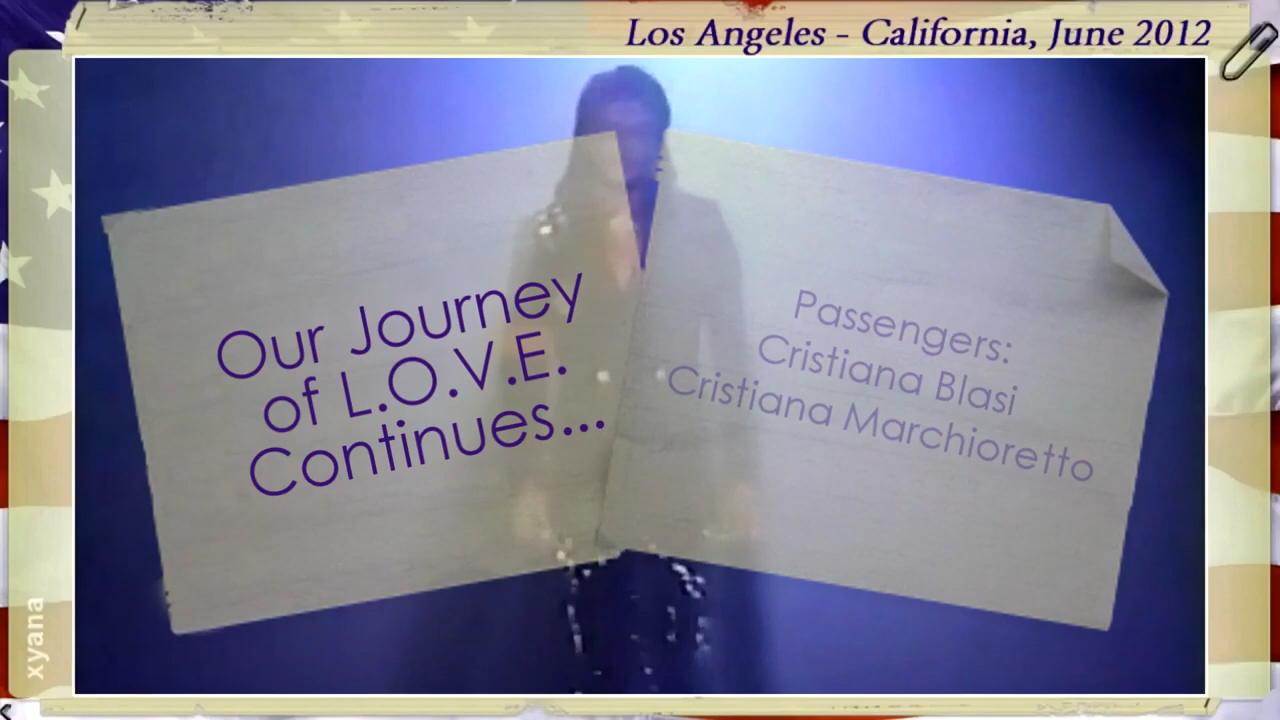 Los Angeles - California, June 2012
Our Journey
of L.O.V.E.
Continues...
Passengers:
Cristiana Blasi
Cristiana Marchioretto
xyana